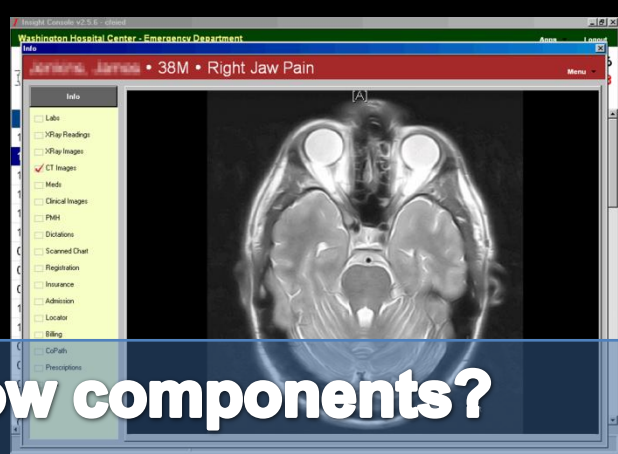 Insight Console v2.5.6 - cfeied
Washington Hospital Center - Emergency Department
Apps Logout
Info
• 38M • Right Jaw Pain
Menu
Info
[A]
Labs
XRay Readings
XRay Images
CT Images
Meds
Clinical Images
PMH
Dictations
Scanned Chart
Registration
Insurance
Admission
Locator
Billing
CoPath
Prescriptions
components?